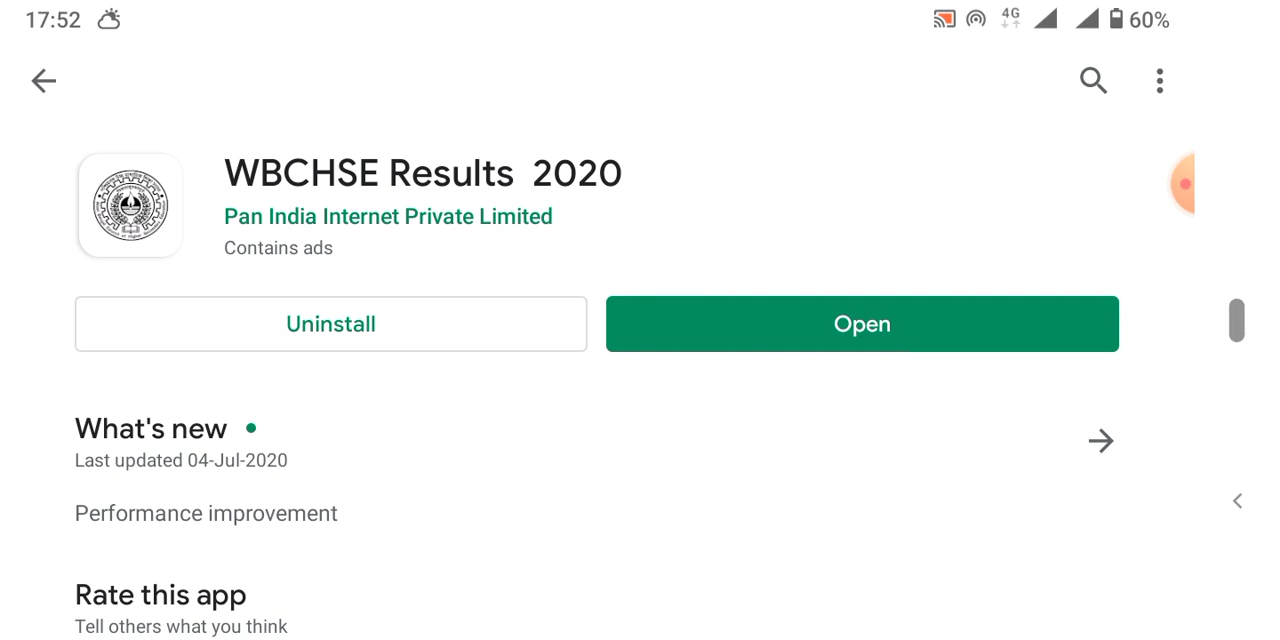 17:52 4G 60%
WBCHSE Results 2020
Pan India Internet Private Limited
Contains ads
Uninstall Open
What's new
Last updated 04-Jul-2020
Performance improvement
Rate this app
Tell others what you think